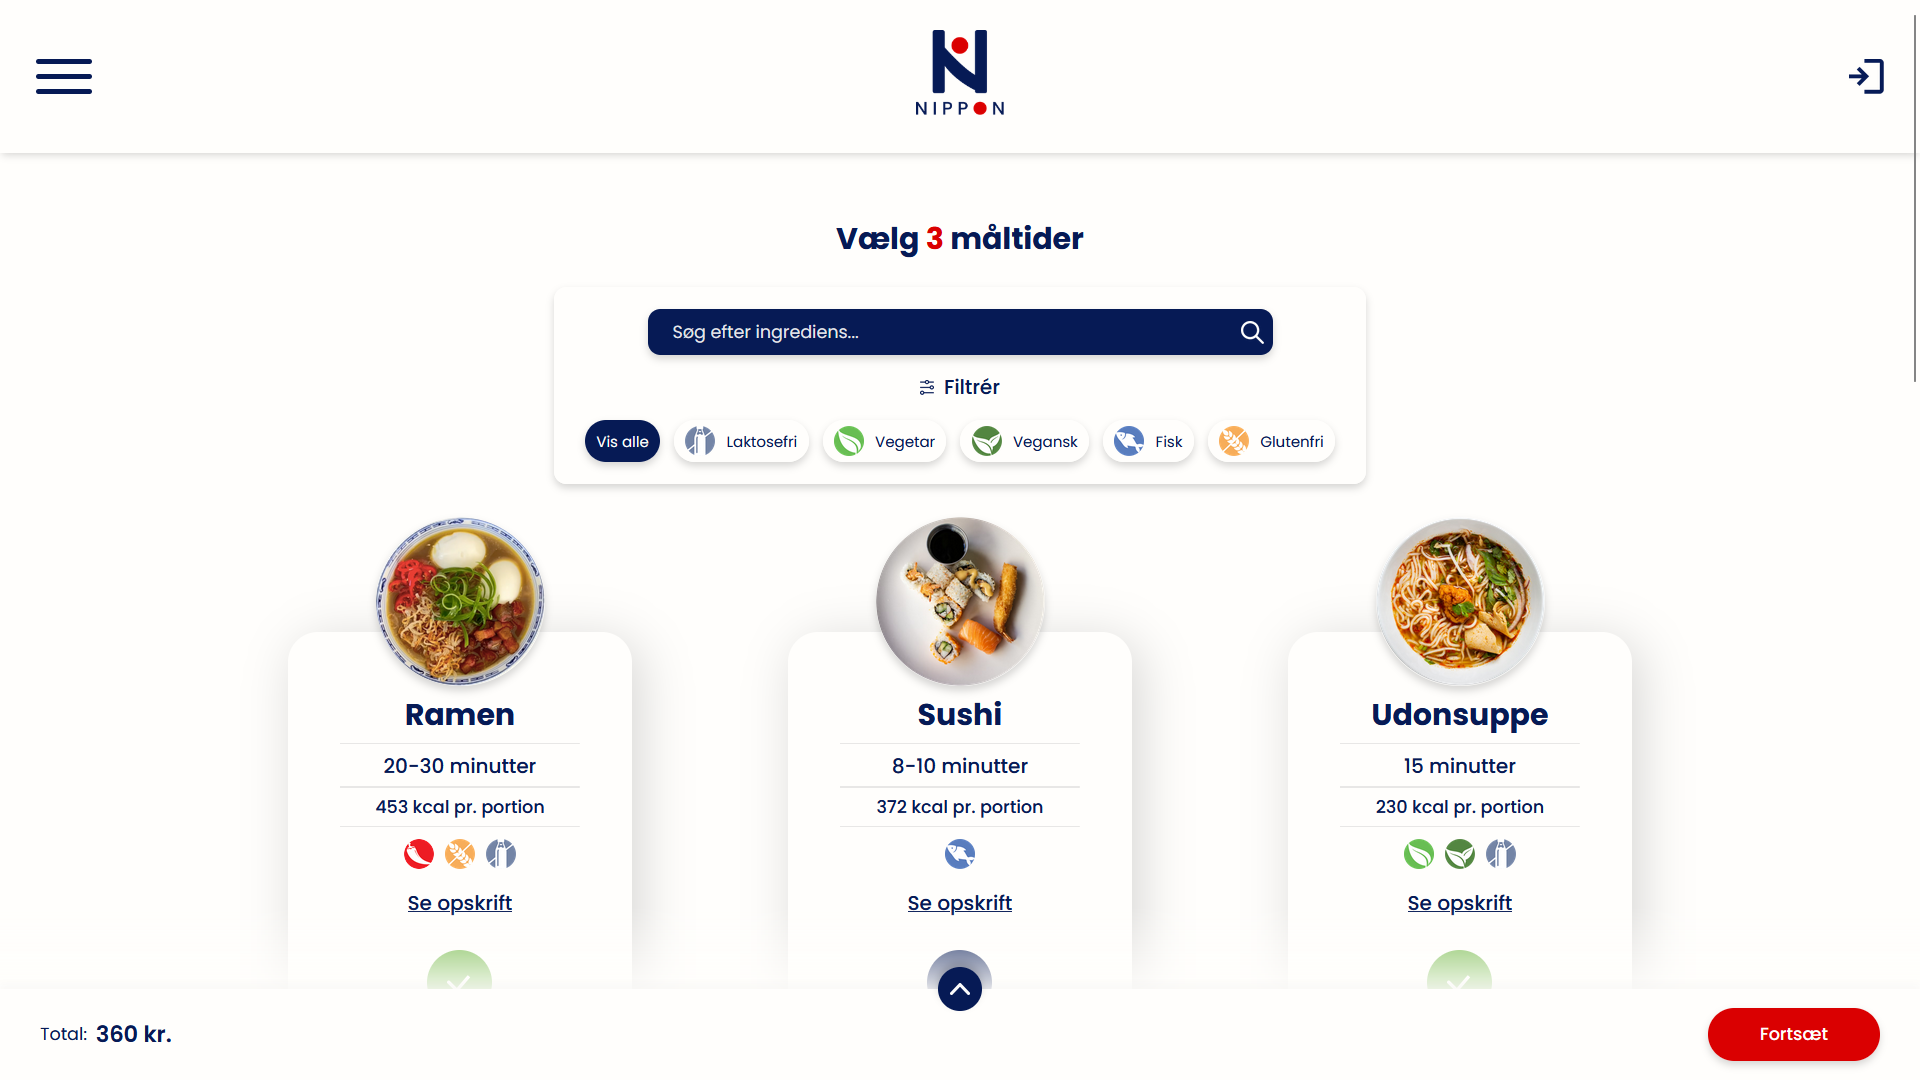 NIPPON
Vælg 3 måltider
Søg efter ingrediens...
Filtrér
Vis alle
Laktosefri
Vegetar
Vegansk
Fisk
Glutenfri
Ramen
20-30 minutter
453 kcal pr. portion
Se opskrift
Sushi
8-10 minutter
372 kcal pr. portion
Se opskrift
Udonsuppe
15 minutter
230 kcal pr. portion
Se opskrift
Total: 360 kr.
Fortsæt